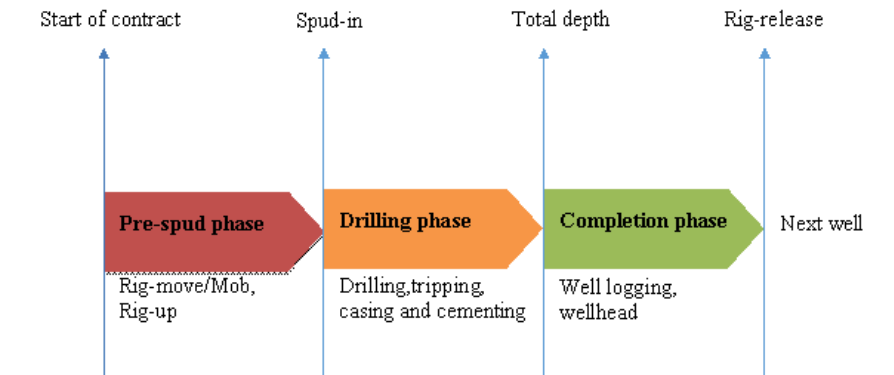 Start of contract
Spud-in
Total depth
Rig-release
Pre-spud phase
Drilling phase
Completion phase
Next well
Rig-move/Mob,
Rig-up
Drilling,tripping,
casing and cementing
Well logging,
wellhead